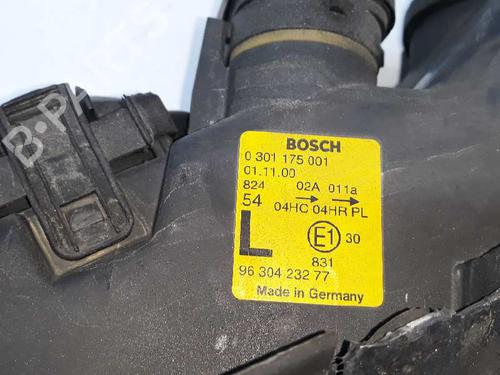 B-PARTS
BOSCH
0 301 175 001
01.11.00
824 02A 011a
54 04HC 04HR PL
L E1 30
831
96 304 232 77
Made in Germany